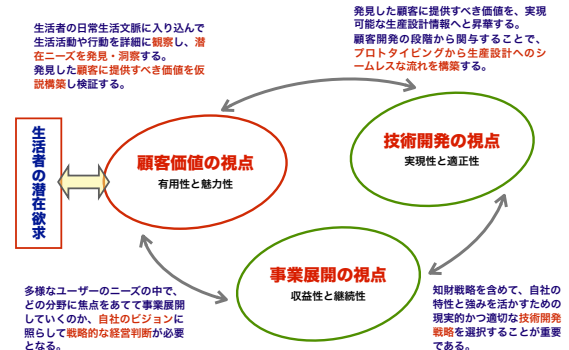 生活者の日常生活文脈に入り込んで
生活活動や行動を詳細に観察し、潜
在ニーズを発見・洞察する。
発見した顧客に提供すべき価値を仮
説構築し検証する。
発見した顧客に提供すべき価値を、実現
可能な生産設計情報へと昇華する。
顧客開発の段階から関与することで、
プロトタイピングから生産設計へのシ
ームレスな流れを構築する。
生活者の潜在欲求
顧客価値の視点
有用性と魅力性
技術開発の視点
実現性と適正性
事業展開の視点
収益性と継続性
多様なユーザーのニーズの中で、
どの分野に焦点をあてて事業展開
していくのか、自社のビジョンに
照らして戦略的な経営判断が必要
となる。
知財戦略を含めて、自社の
特性と強みを活かすための
現実的かつ適切な技術開発
戦略を選択することが重要
である。